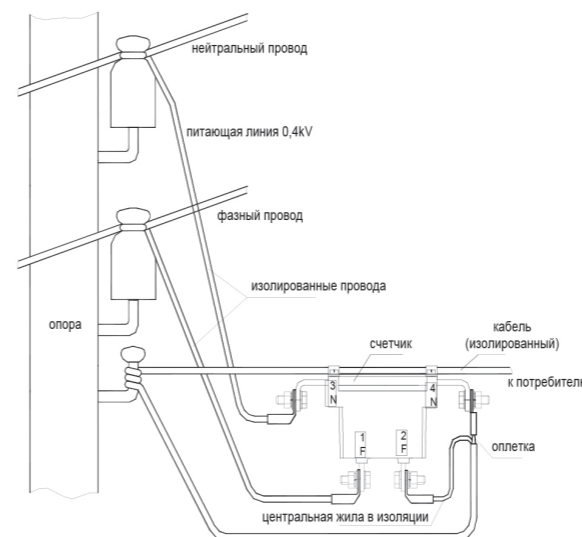 нейтральный провод
питающая линия 0,4kV
фазный провод
изолированные провода
опора
счетчик
кабель
(изолированный)
к потребител
3
N
4
N
1
F
2
F
оплетка
центральная жила в изоляции